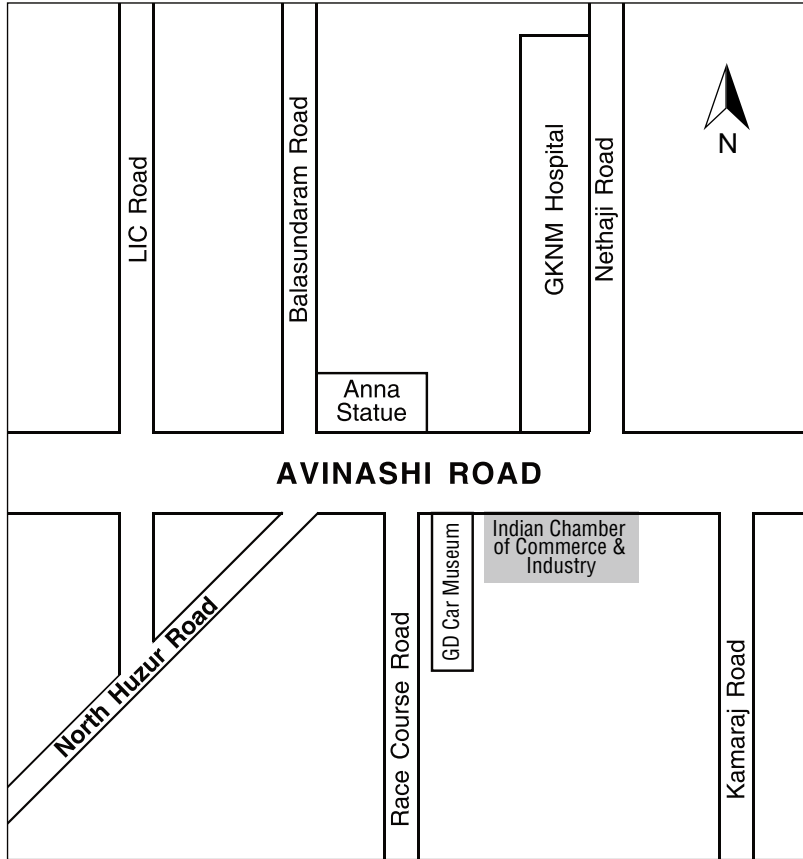 LIC Road
Balasundaram Road
GKNM Hospital
Nethaji Road
N
Anna
Statue
AVINASHI ROAD
North Huzur Road
Race Course Road
GD Car Museum
Indian Chamber
of Commerce &
Industry
Kamaraj Road